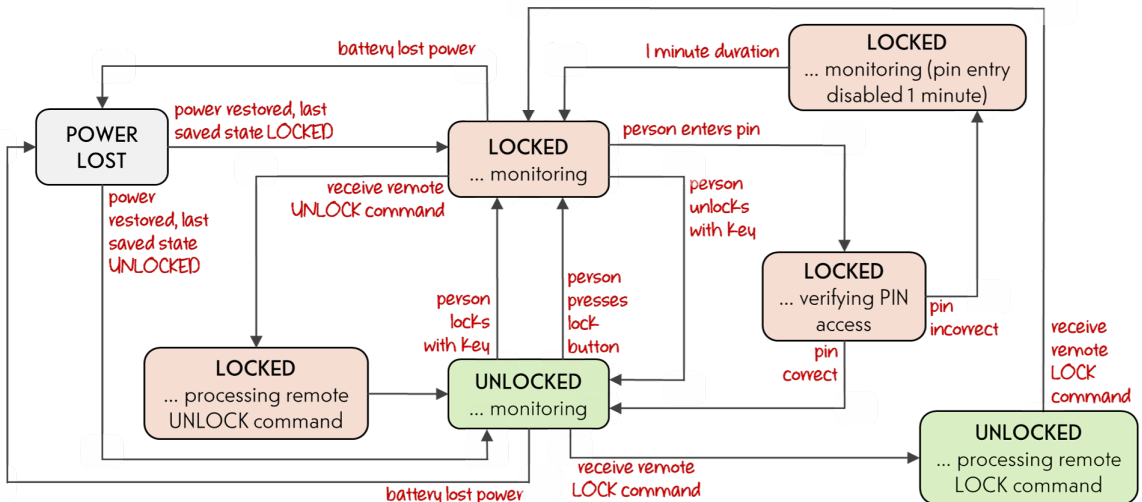 battery lost power
1 minute duration
LOCKED
... monitoring (pin entry
disabled 1 minute)
POWER
LOST
power restored, last
saved state LOCKED
LOCKED
... monitoring
person enters pin
receive remote
UNLOCK command
person
unlocks
with Key
power
restored, last
saved state
UNLOCKED
LOCKED
... verifying PIN
access
pin
incorrect
person
locks
with Key
person
presses
lock
button
pin
correct
receive
remote
LOCK
command
LOCKED
... processing remote
UNLOCK command
UNLOCKED
... monitoring
UNLOCKED
... processing remote
LOCK command
receive remote
LOCK command
battery lost power